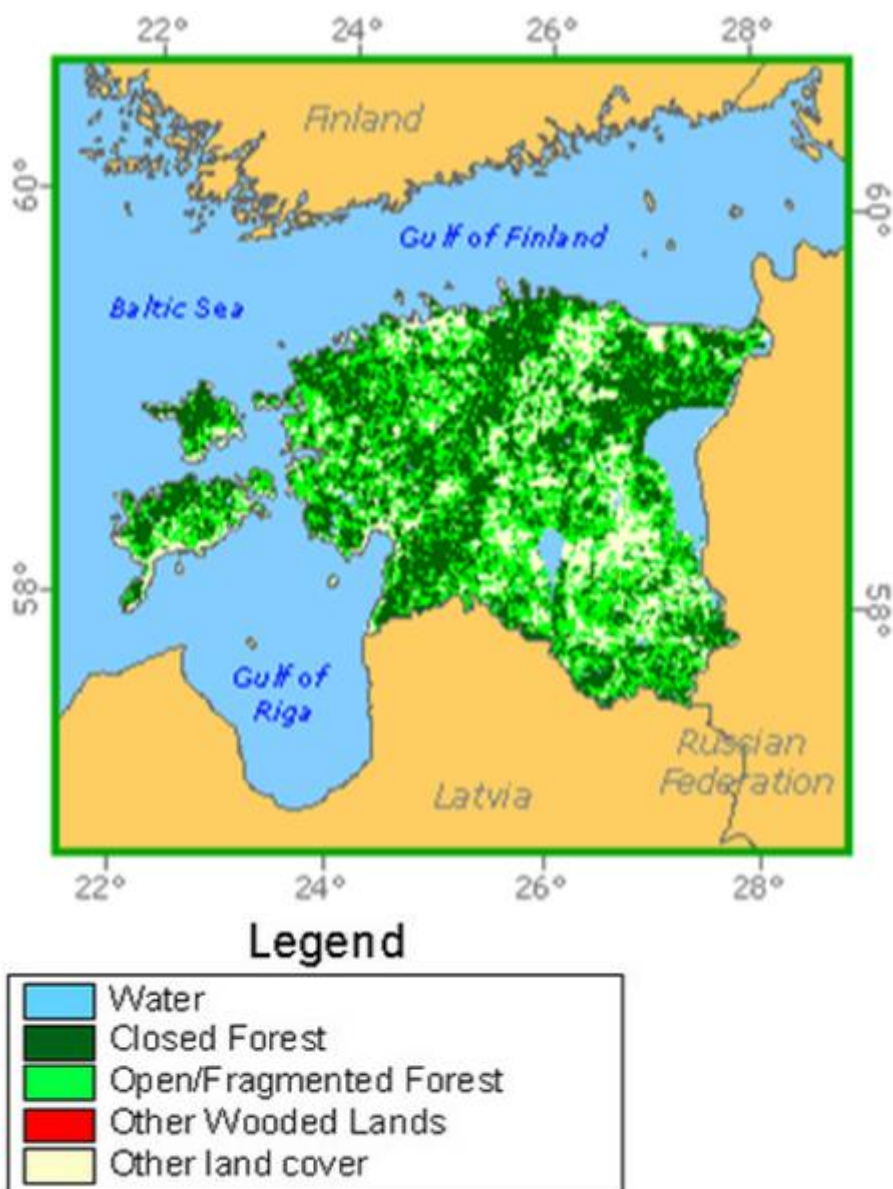 22° 24° 26° 28°
Finland
60° 60°
Gulf of Finland
Baltic Sea
58° 58°
Gulf of
Riga
Russian
Federation
Latvia
22° 24° 26° 28°
Legend
Water
Closed Forest
Open/Fragmented Forest
Other Wooded Lands
Other land cover